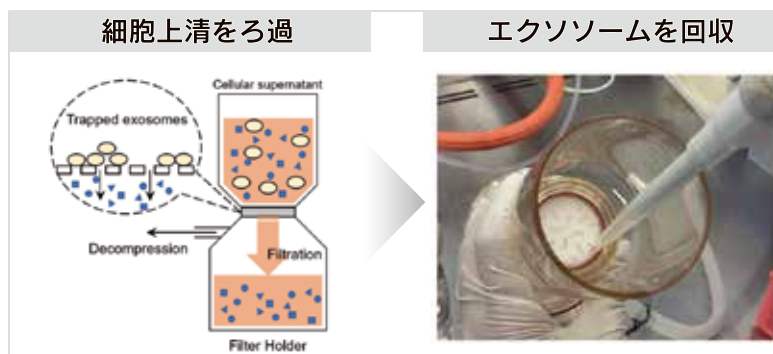 細胞上清をろ過
エクソソームを回収
Cellular supernatant
Trapped exosomes
Decompression
Filtration
Filter Holder